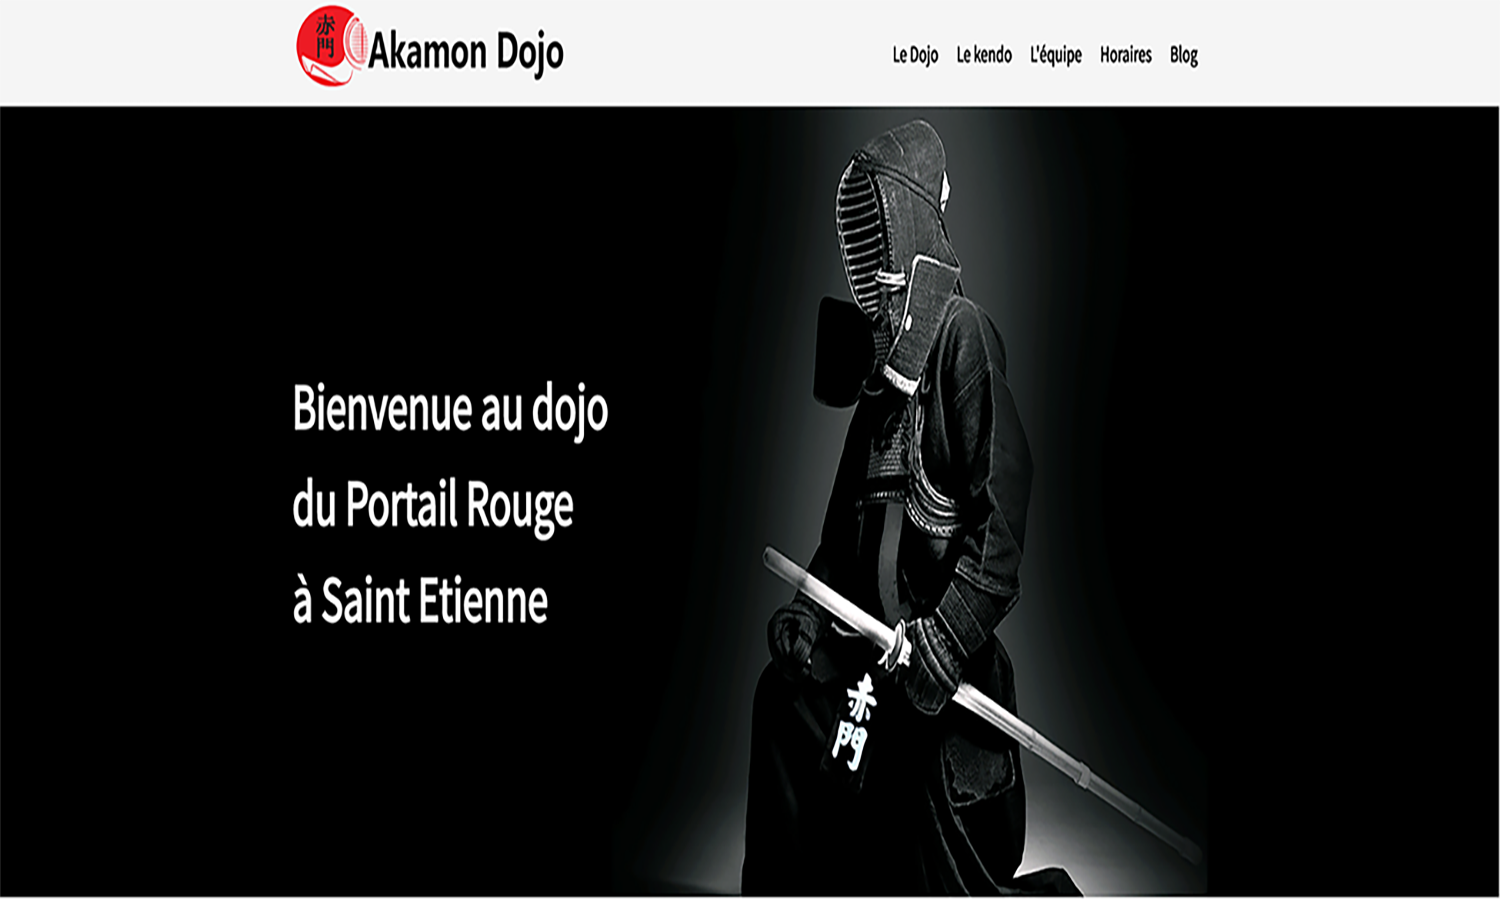 赤
門
Akamon Dojo
Le Dojo Le kendo L'équipe Horaires Blog
Bienvenue au dojo
du Portail Rouge
à Saint Etienne
赤
門